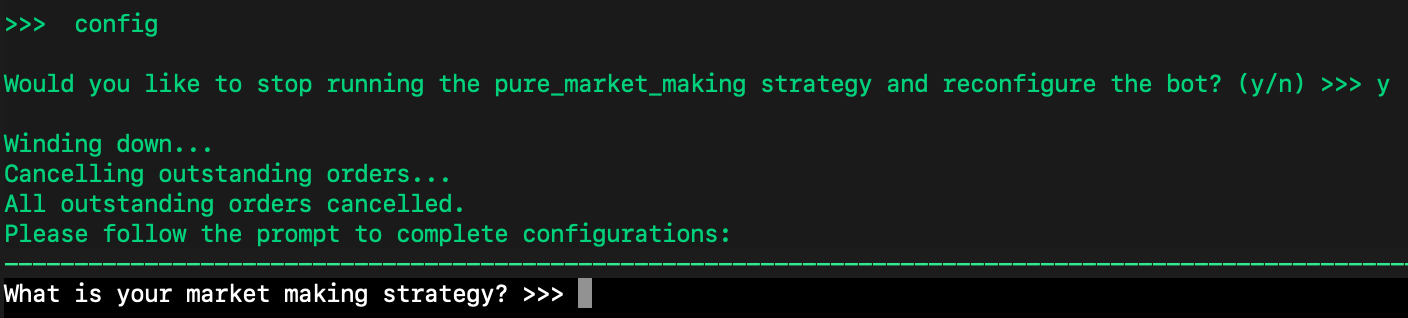 >>>  config
Would you like to stop running the pure_market_making strategy and reconfigure the bot? (y/n) >>> y
Winding down...
Cancelling outstanding orders...
All outstanding orders cancelled.
Please follow the prompt to complete configurations:
What is your market making strategy? >>>